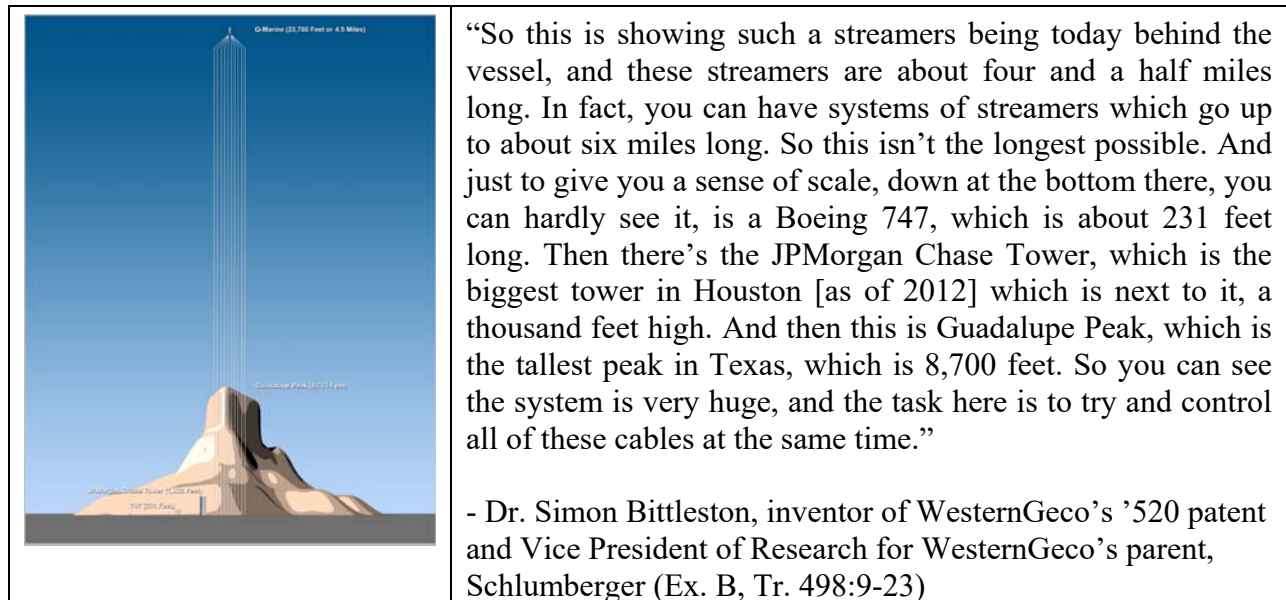 Q-Marine (23,700 Feet or 4.5 Miles)
747 (231 Feet)
“So this is showing such a streamers being today behind the
vessel, and these streamers are about four and a half miles
long. In fact, you can have systems of streamers which go up
to about six miles long. So this isn’t the longest possible. And
just to give you a sense of scale, down at the bottom there, you
can hardly see it, is a Boeing 747, which is about 231 feet
long. Then there’s the JPMorgan Chase Tower, which is the
biggest tower in Houston [as of 2012] which is next to it, a
thousand feet high. And then this is Guadalupe Peak, which is
the tallest peak in Texas, which is 8,700 feet. So you can see
the system is very huge, and the task here is to try and control
all of these cables at the same time.”
- Dr. Simon Bittleston, inventor of WesternGeco’s ’520 patent
and Vice President of Research for WesternGeco’s parent,
Schlumberger (Ex. B, Tr. 498:9-23)